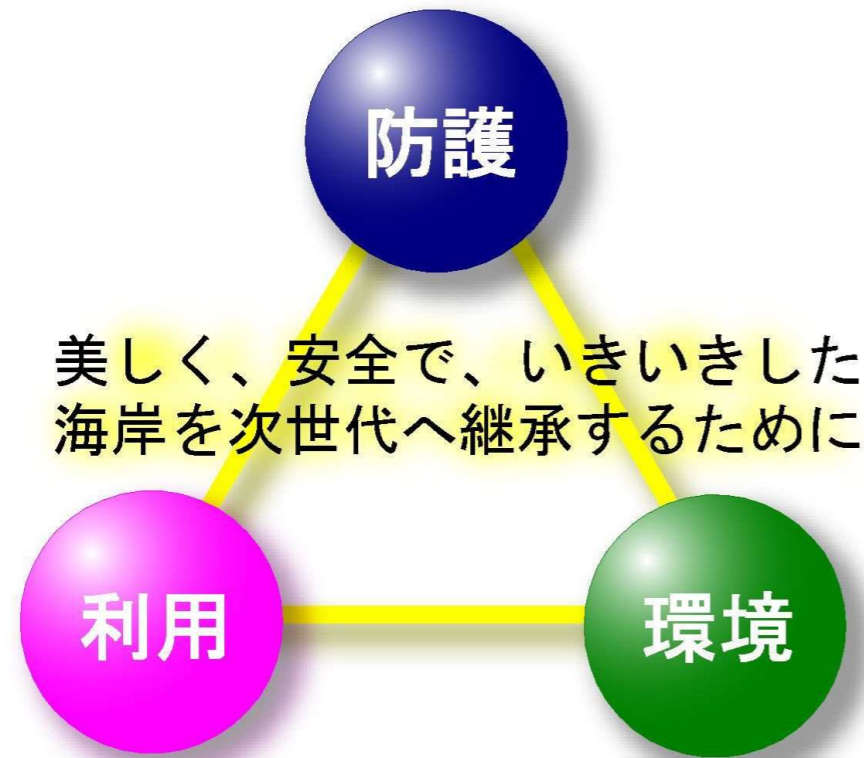 防護
美しく、安全で、いきいきした
海岸を次世代へ継承するために
利用
環境